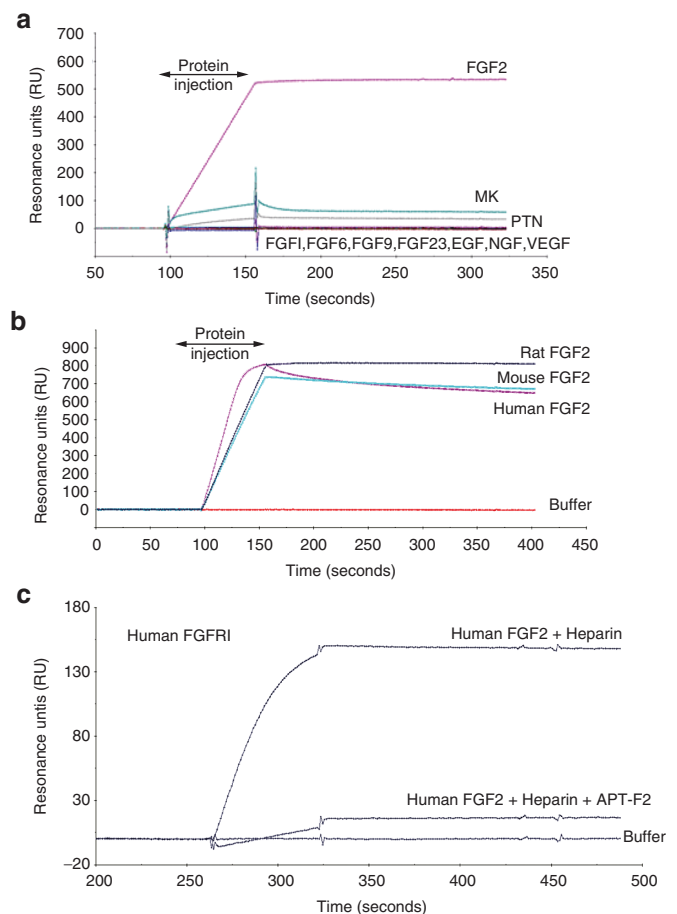 a
700
600
500
400
300
200
100
0
Resonance units (RU)
Protein
injection
FGF2
MK
PTN
FGFI,FGF6,FGF9,FGF23,EGF,NGF,VEGF
50 100 150 200 250 300 350
Time (seconds)
b
900
800
700
600
500
400
300
200
100
0
Resonance units (RU)
Protein
injection
Rat FGF2
Mouse FGF2
Human FGF2
Buffer
0 50 100 150 200 250 300 350 400 450
Time (seconds)
c
180
130
80
30
−20
Resonance untis (RU)
Human FGFRI
Human FGF2 + Heparin
Human FGF2 + Heparin + APT-F2
Buffer
200 250 300 350 400 450 500
Time (seconds)